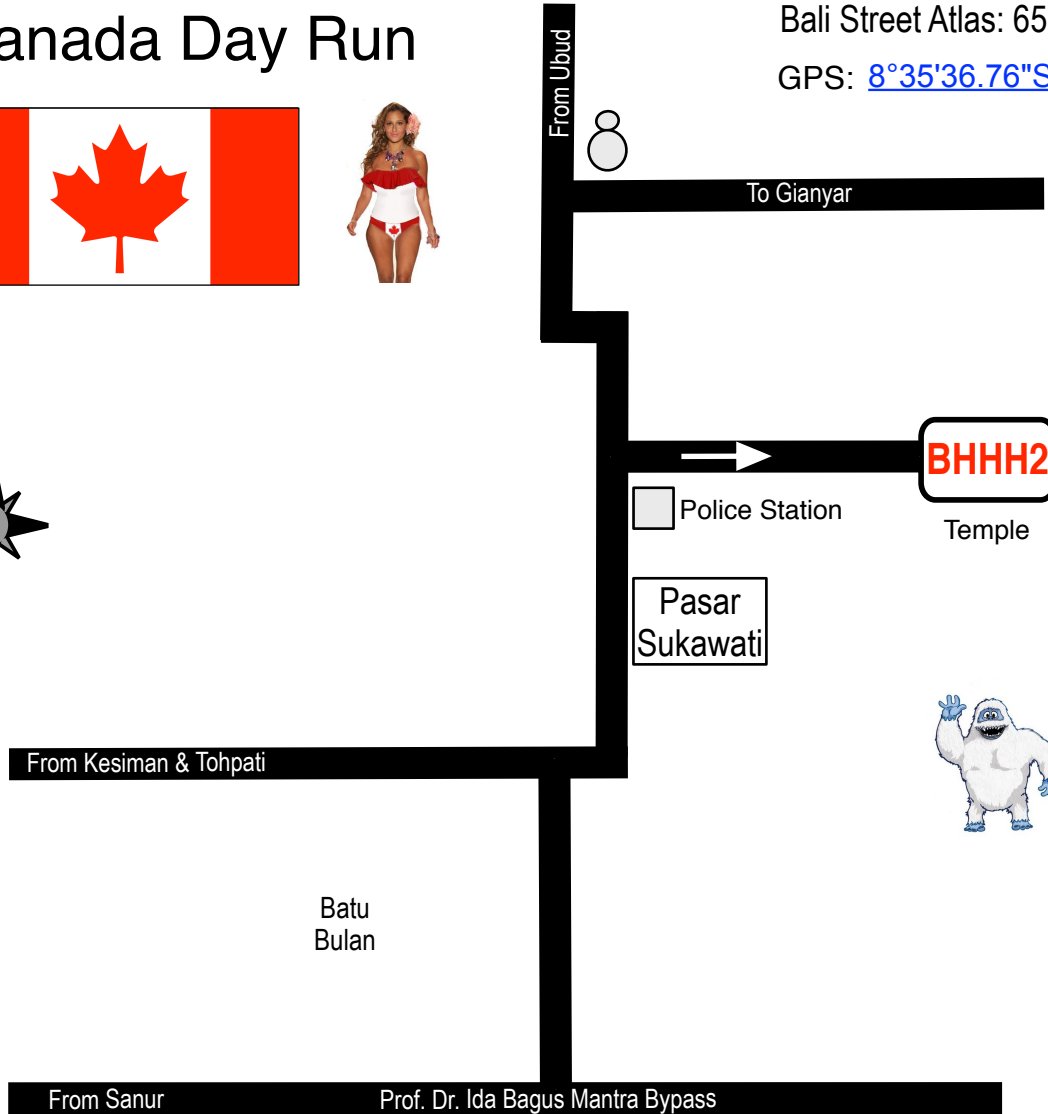 anada Day Run
Bali Street Atlas: 65
GPS: 8°35'36.76"S
From Ubud
To Gianyar
BHHH2
Temple
Police Station
Pasar
Sukawati
From Kesiman & Tohpati
Batu
Bulan
From Sanur
Prof. Dr. Ida Bagus Mantra Bypass